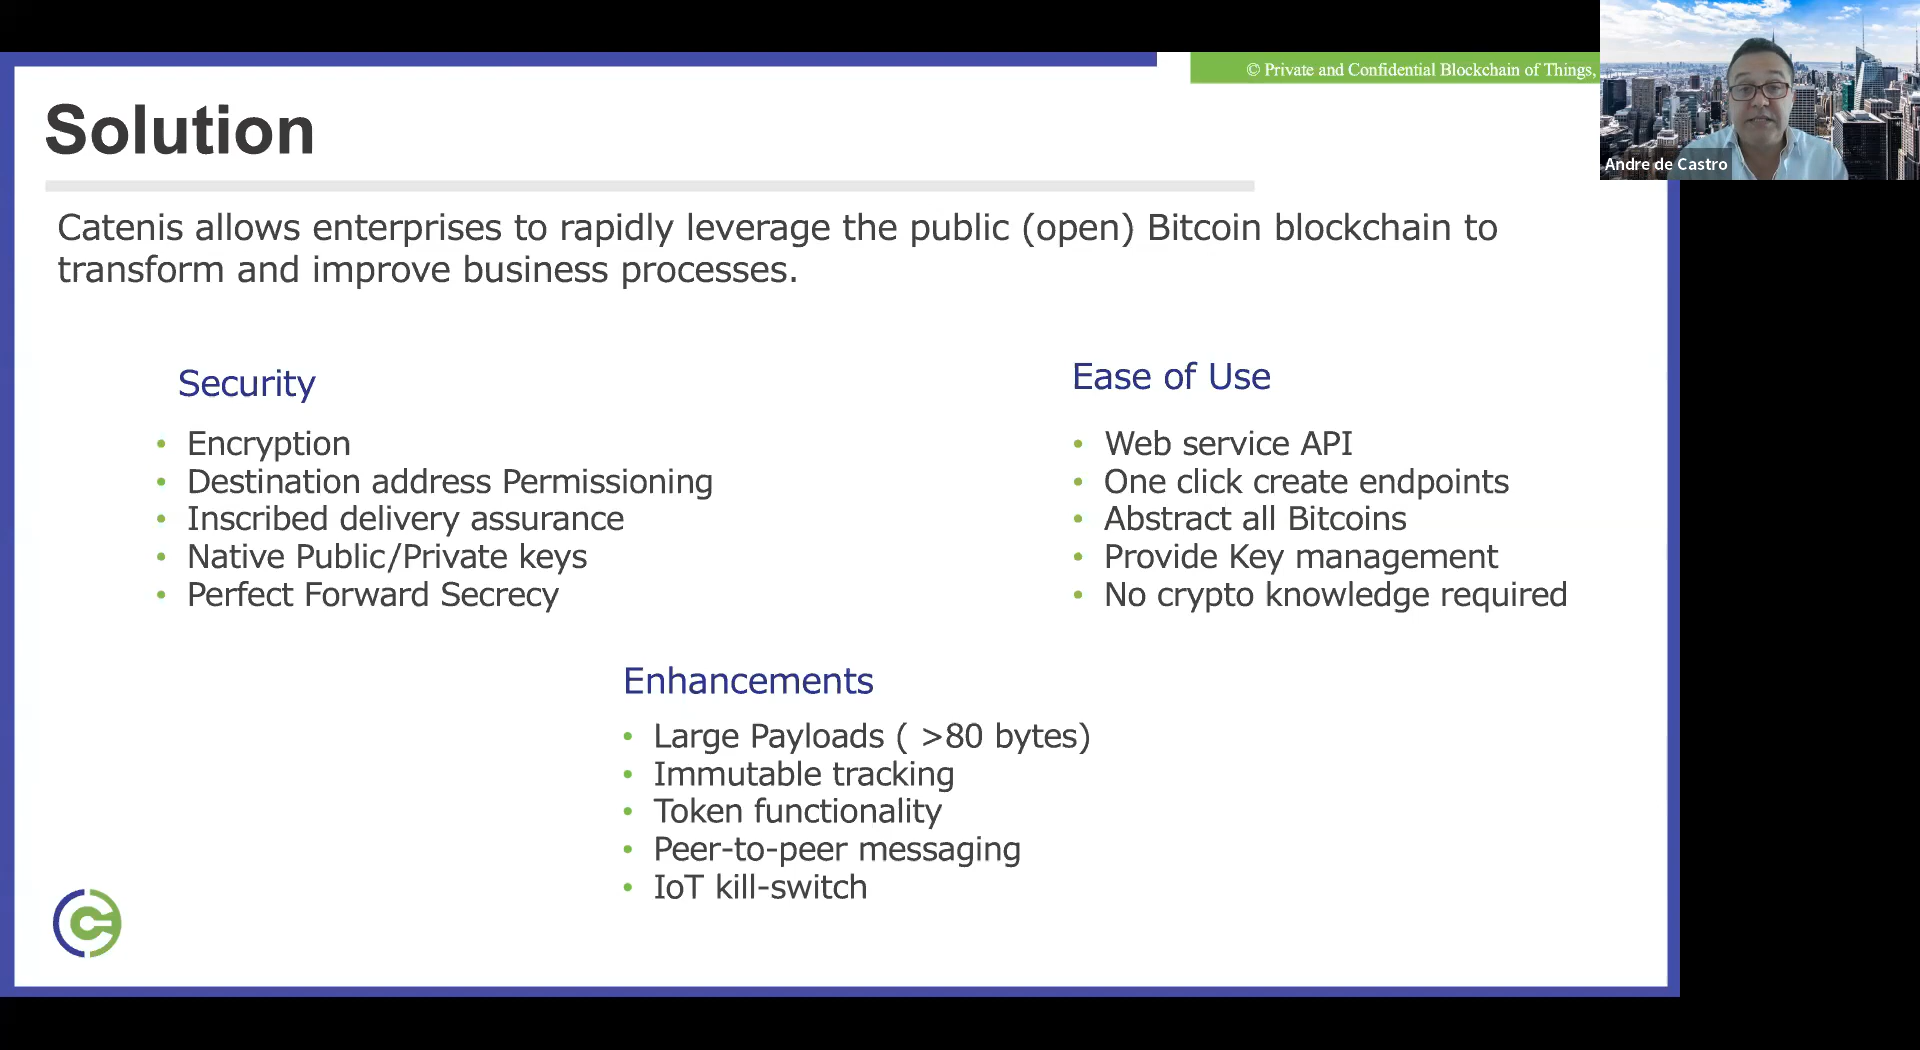 © Private and Confidential Blockchain of Things,
Andre de Castro
Solution
Catenis allows enterprises to rapidly leverage the public (open) Bitcoin blockchain to
transform and improve business processes.
Security
• Encryption
• Destination address Permissioning
• Inscribed delivery assurance
• Native Public/Private keys
• Perfect Forward Secrecy
Ease of Use
• Web service API
• One click create endpoints
• Abstract all Bitcoins
• Provide Key management
• No crypto knowledge required
Enhancements
• Large Payloads ( >80 bytes)
• Immutable tracking
• Token functionality
• Peer-to-peer messaging
• IoT kill-switch